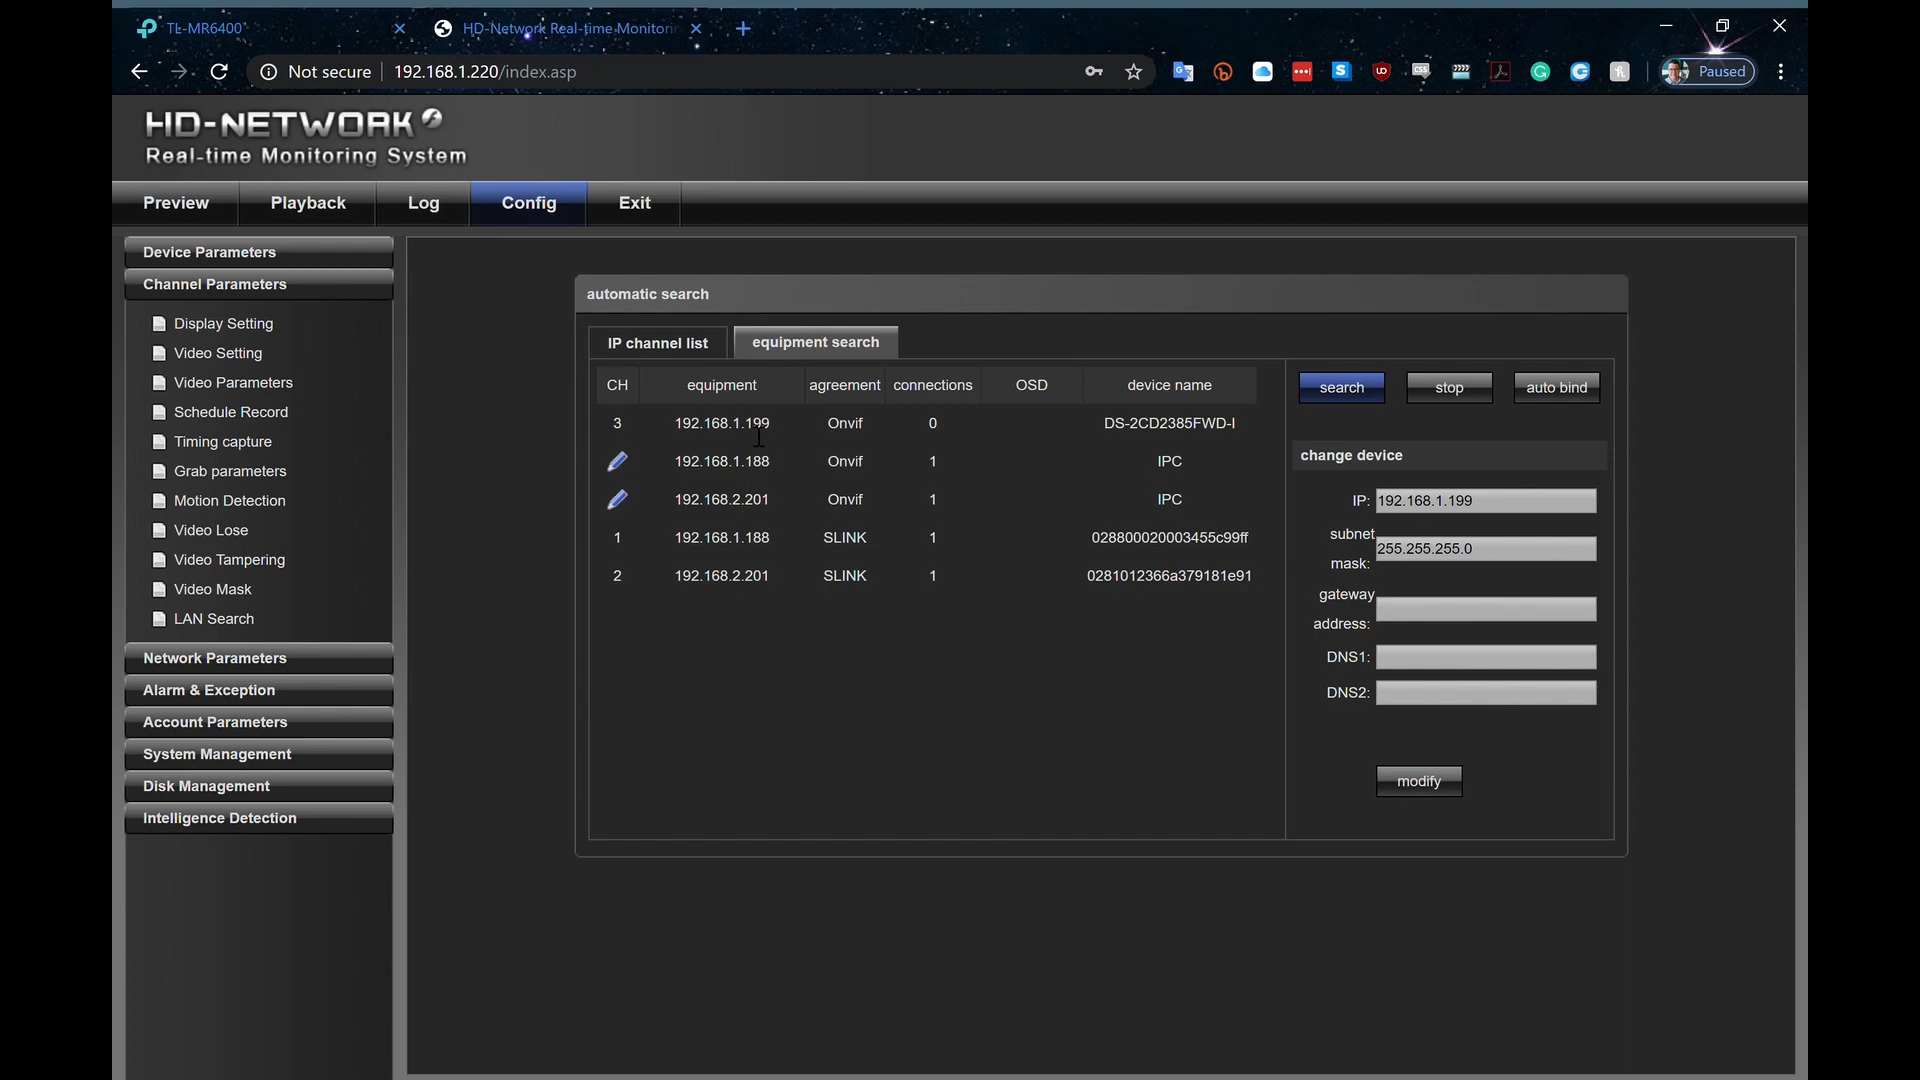 TL-MR6400
HD-Network Real-time Monitorin
Not secure 192.168.1.220/index.asp
Paused
HD-NETWORK
Real-time Monitoring System
Preview Playback Log Config Exit
Device Parameters
Channel Parameters
Display Setting
Video Setting
Video Parameters
Schedule Record
Timing capture
Grab parameters
Motion Detection
Video Lose
Video Tampering
Video Mask
LAN Search
Network Parameters
Alarm & Exception
Account Parameters
System Management
Disk Management
Intelligence Detection
automatic search
IP channel list equipment search
CH equipment agreement connections OSD device name
3 192.168.1.199 Onvif 0 DS-2CD2385FWD-I
192.168.1.188 Onvif 1 IPC
192.168.2.201 Onvif 1 IPC
1 192.168.1.188 SLINK 1 028800020003455c99ff
2 192.168.2.201 SLINK 1 0281012366a379181e91
search stop auto bind
change device
IP: 192.168.1.199
subnet
mask: 255.255.255.0
gateway
address:
DNS1:
DNS2:
modify